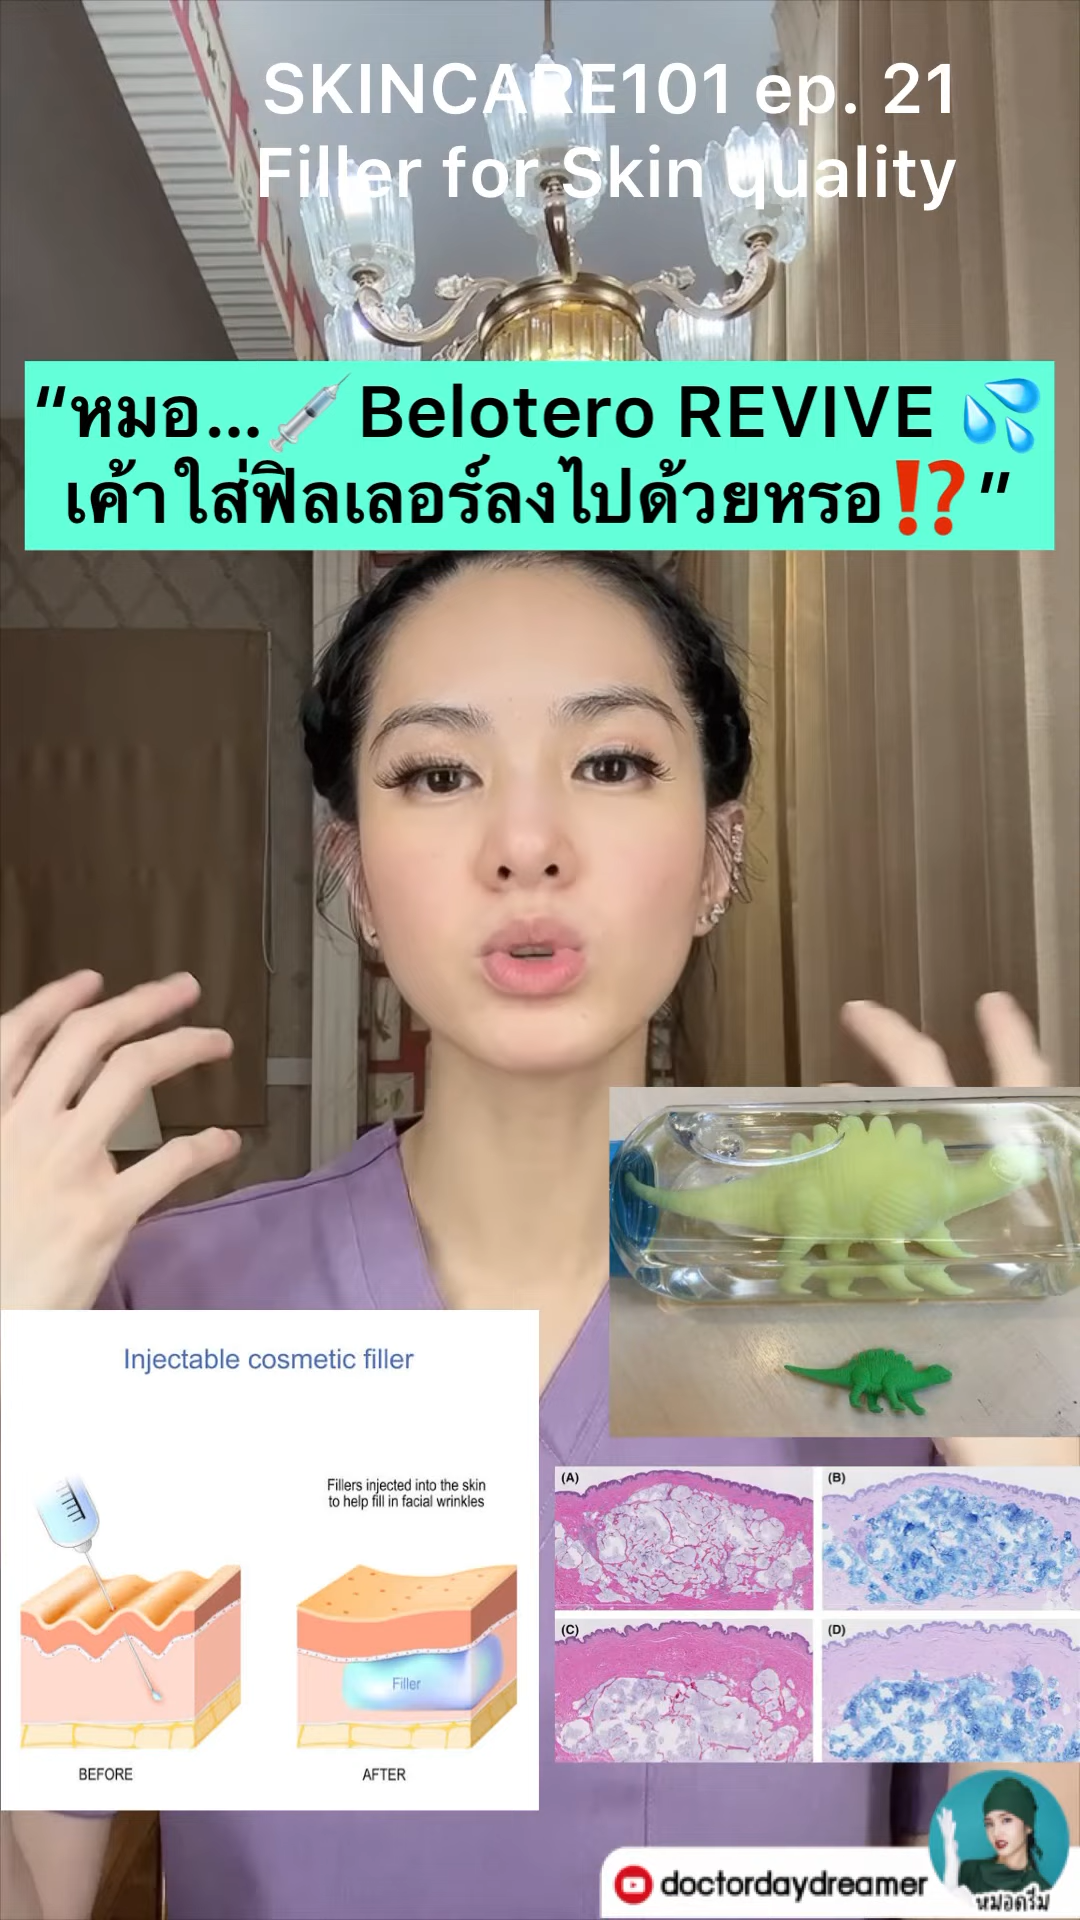 SKINCARE101 ep. 21
Filler for Skin quality
“หมอ...💉 Belotero REVIVE 💦
เค้าใส่ฟิลเลอร์ลงไปด้วยหรอ⁉️”
Injectable cosmetic filler
Fillers injected into the skin
to help fill in facial wrinkles
Filler
BEFORE
AFTER
(A)
(B)
(C)
(D)
doctordaydreamer
หมอดรีม